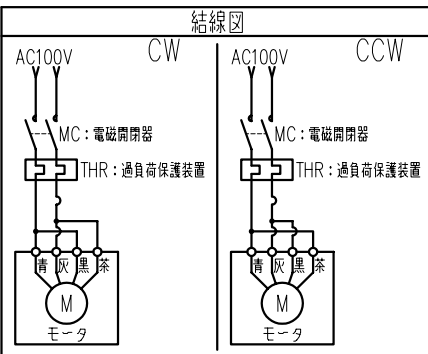 結線図
CW
AC100V
MC：電磁開閉器
THR：過負荷保護装置
青 灰 黒 茶
M
モータ
CCW
AC100V
MC：電磁開閉器
THR：過負荷保護装置
青 灰 黒 茶
M
モータ